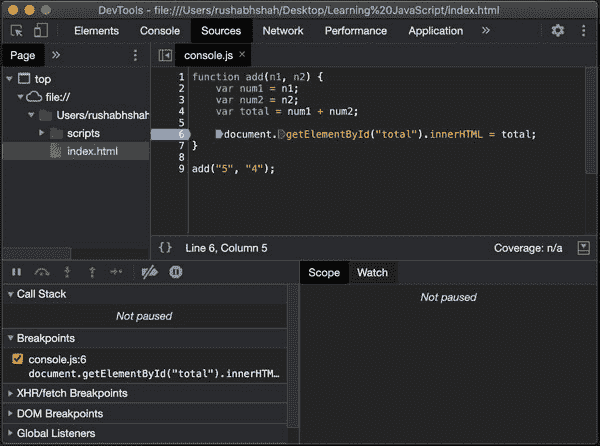 DevTools - file:///Users/rushabhshah/Desktop/Learning%20JavaScript/index.html
Elements Console Sources Network Performance Application »
Page » console.js ×
top
file://
Users/rushabhshah
scripts
index.html
1 function add(n1, n2) {
2 var num1 = n1;
3 var num2 = n2;
4 var total = num1 + num2;
5
6 document.getElementById("total").innerHTML = total;
7 }
8
9 add("5", "4");
{} Line 6, Column 5 Coverage: n/a
Scope Watch
Call Stack
Not paused
Not paused
Breakpoints
console.js:6
document.getElementById("total").innerHTM…
XHR/fetch Breakpoints
DOM Breakpoints
Global Listeners